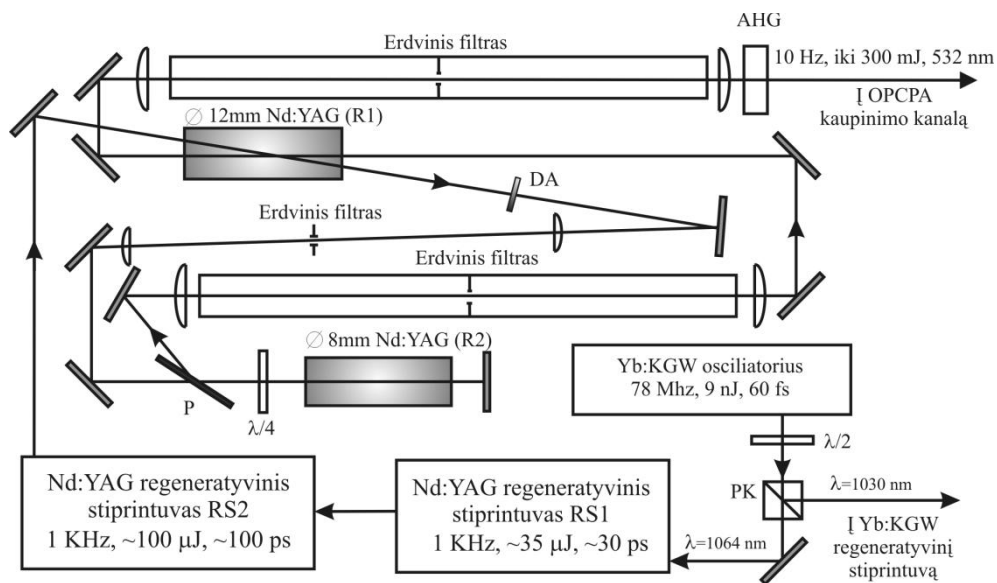 AHG
Erdvinis filtras
10 Hz, iki 300 mJ, 532 nm
Į OPCPA
kaupinimo kanalą
∅ 12mm Nd:YAG (R1)
DA
Erdvinis filtras
Erdvinis filtras
∅ 8mm Nd:YAG (R2)
P
λ/4
Yb:KGW osciliatorius
78 Mhz, 9 nJ, 60 fs
λ/2
PK
λ=1030 nm
Į Yb:KGW
regeneratyvinį
stiprintuvą
λ=1064 nm
Nd:YAG regeneratyvinis
stiprintuvas RS1
1 KHz, ~35 µJ, ~30 ps
Nd:YAG regeneratyvinis
stiprintuvas RS2
1 KHz, ~100 µJ, ~100 ps